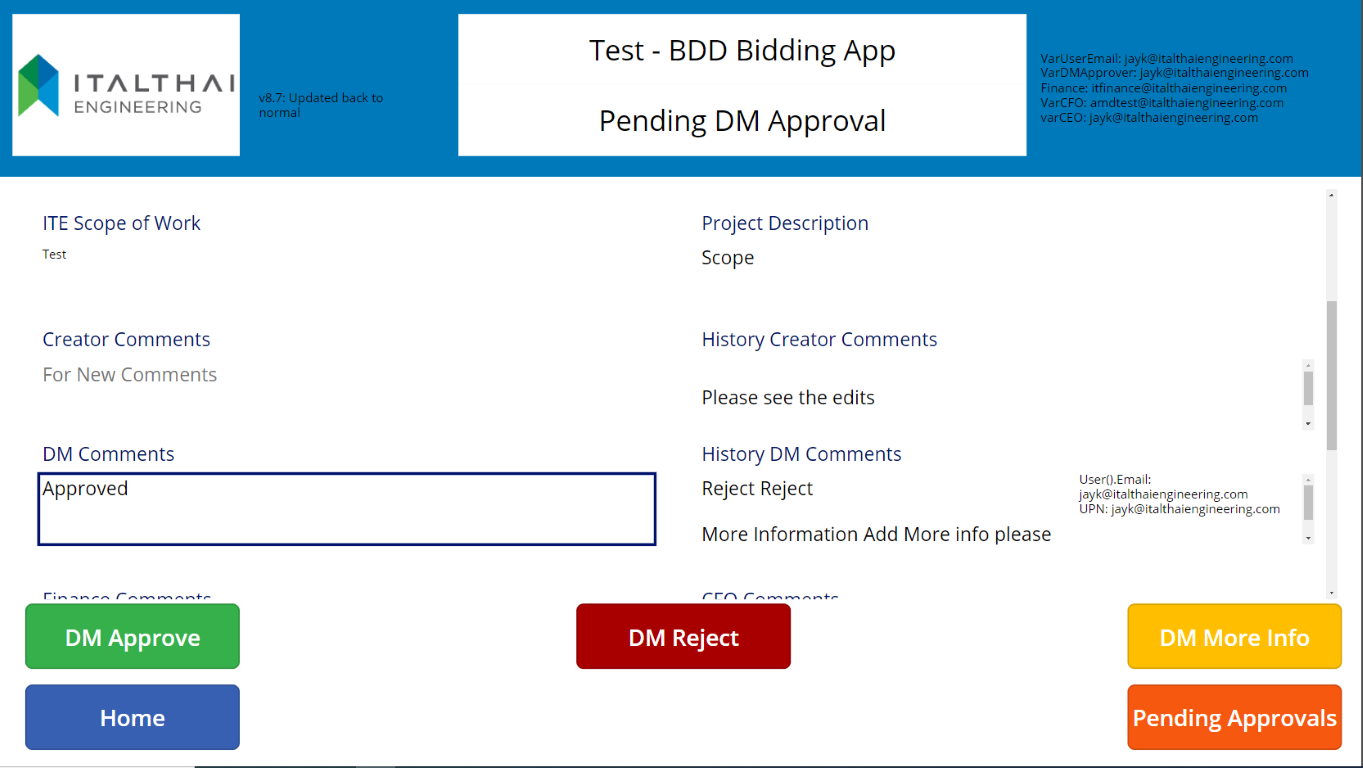 ITALTHAI
ENGINEERING
v8.7: Updated back to
normal
Test - BDD Bidding App
Pending DM Approval
VarUserEmail: jayk@italthaiengineering.com
VarDMApprover: jayk@italthaiengineering.com
Finance: itfinance@italthaiengineering.com
VarCFO: amdtest@italthaiengineering.com
varCEO: jayk@italthaiengineering.com
ITE Scope of Work
Test
Project Description
Scope
Creator Comments
For New Comments
History Creator Comments
Please see the edits
DM Comments
Approved
History DM Comments
Reject Reject
More Information Add More info please
User().Email:
jayk@italthaiengineering.com
UPN: jayk@italthaiengineering.com
Finance Comments
CFO Comments
DM Approve
DM Reject
DM More Info
Home
Pending Approvals